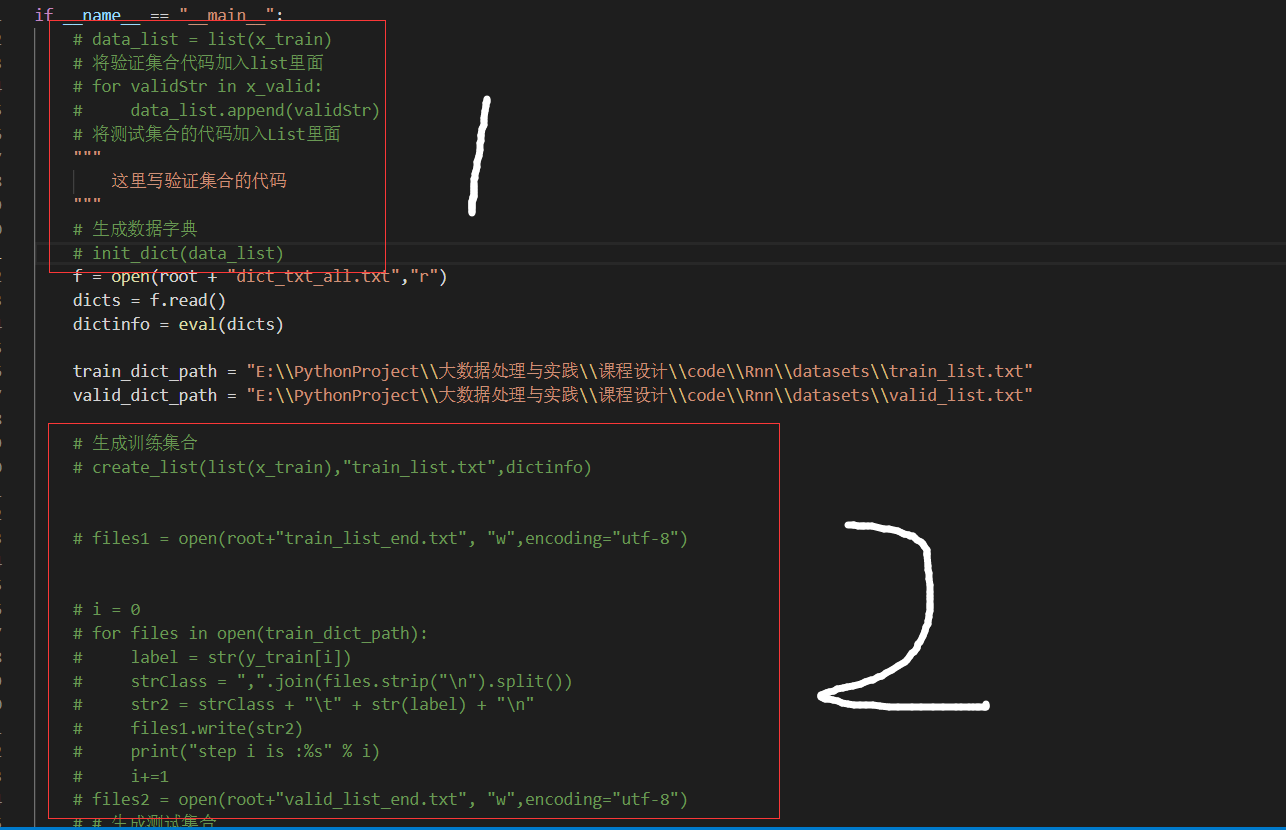 if __name__ == "__main__":
# data_list = list(x_train)
# 将验证集合代码加入list里面
# for validStr in x_valid:
#     data_list.append(validStr)
# 将测试集合的代码加入List里面
"""
这里写验证集合的代码
"""
# 生成数据字典
# init_dict(data_list)
f = open(root + "dict_txt_all.txt","r")
dicts = f.read()
dictinfo = eval(dicts)
train_dict_path = "E:\\PythonProject\\大数据处理与实践\\课程设计\\code\\Rnn\\datasets\\train_list.txt"
valid_dict_path = "E:\\PythonProject\\大数据处理与实践\\课程设计\\code\\Rnn\\datasets\\valid_list.txt"
# 生成训练集合
# create_list(list(x_train),"train_list.txt",dictinfo)
# files1 = open(root+"train_list_end.txt", "w",encoding="utf-8")
# i = 0
# for files in open(train_dict_path):
#     label = str(y_train[i])
#     strClass = ",".join(files.strip("\n").split())
#     str2 = strClass + "\t" + str(label) + "\n"
#     files1.write(str2)
#     print("step i is :%s" % i)
#     i+=1
# files2 = open(root+"valid_list_end.txt", "w",encoding="utf-8")
# # 生成测试集合
1
2